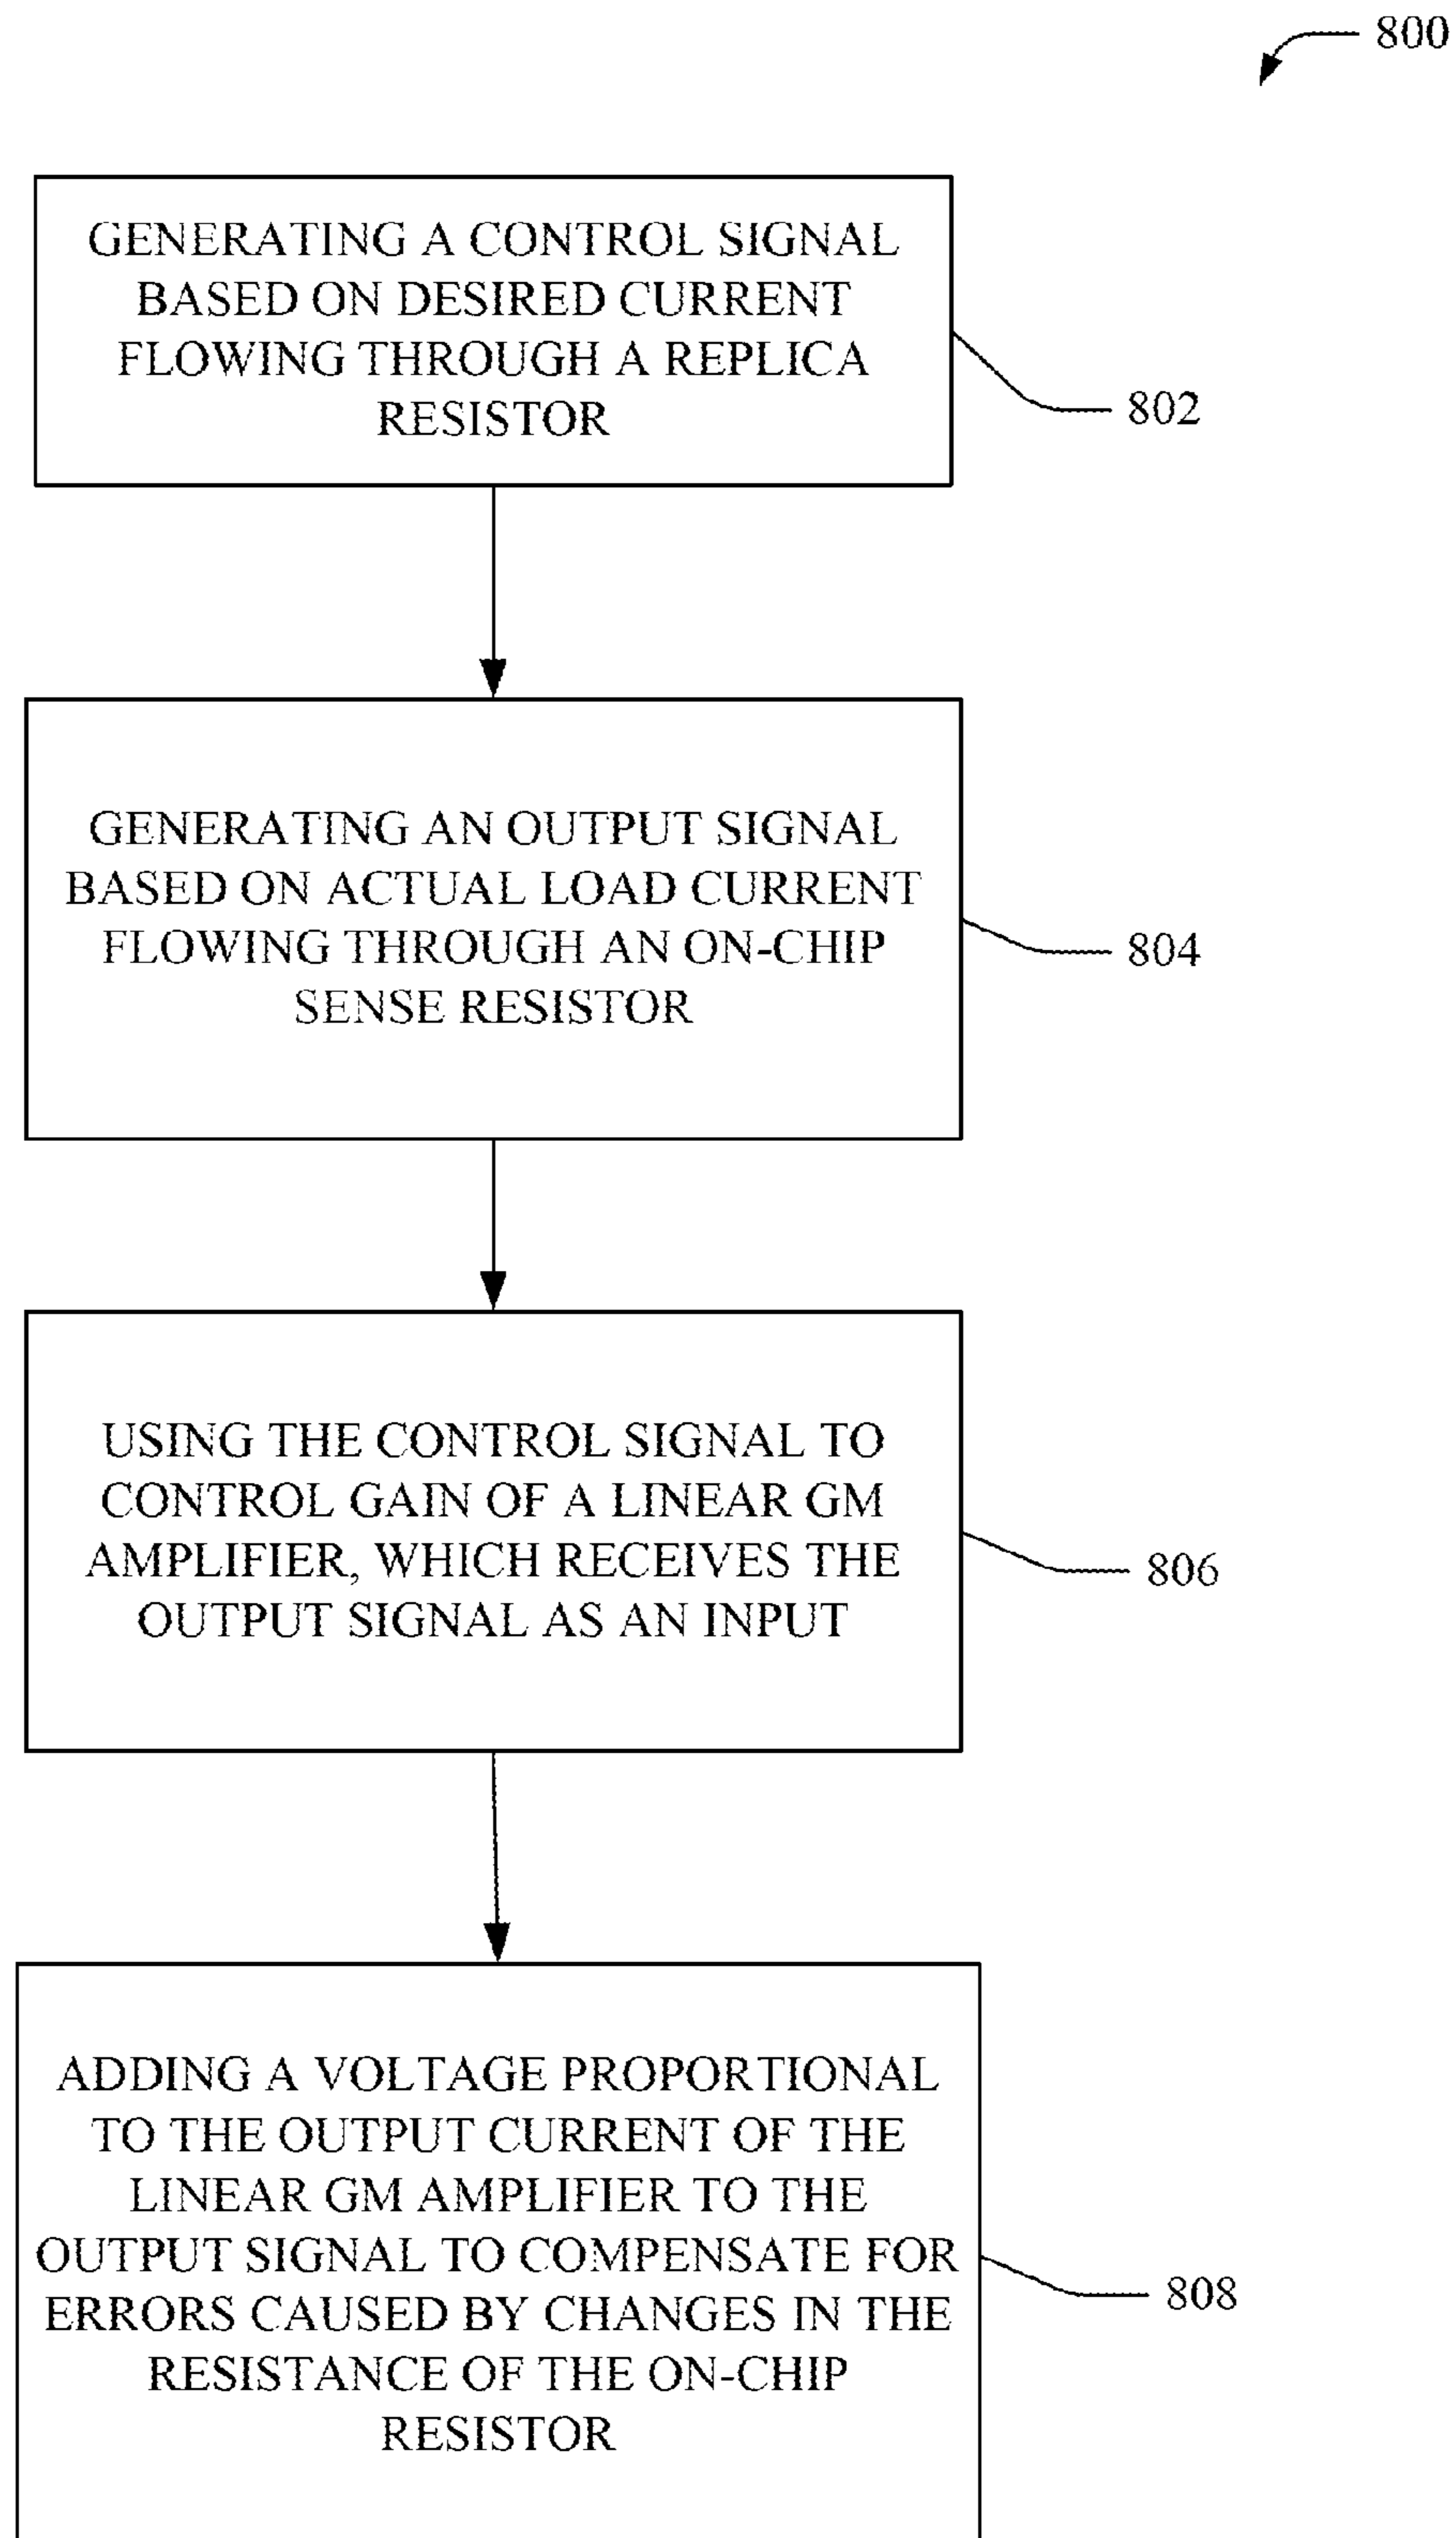 800
GENERATING A CONTROL SIGNAL
BASED ON DESIRED CURRENT
FLOWING THROUGH A REPLICA
RESISTOR
802
GENERATING AN OUTPUT SIGNAL
BASED ON ACTUAL LOAD CURRENT
FLOWING THROUGH AN ON-CHIP
SENSE RESISTOR
804
USING THE CONTROL SIGNAL TO
CONTROL GAIN OF A LINEAR GM
AMPLIFIER, WHICH RECEIVES THE
OUTPUT SIGNAL AS AN INPUT
806
ADDING A VOLTAGE PROPORTIONAL
TO THE OUTPUT CURRENT OF THE
LINEAR GM AMPLIFIER TO THE
OUTPUT SIGNAL TO COMPENSATE FOR
ERRORS CAUSED BY CHANGES IN THE
RESISTANCE OF THE ON-CHIP
RESISTOR
808